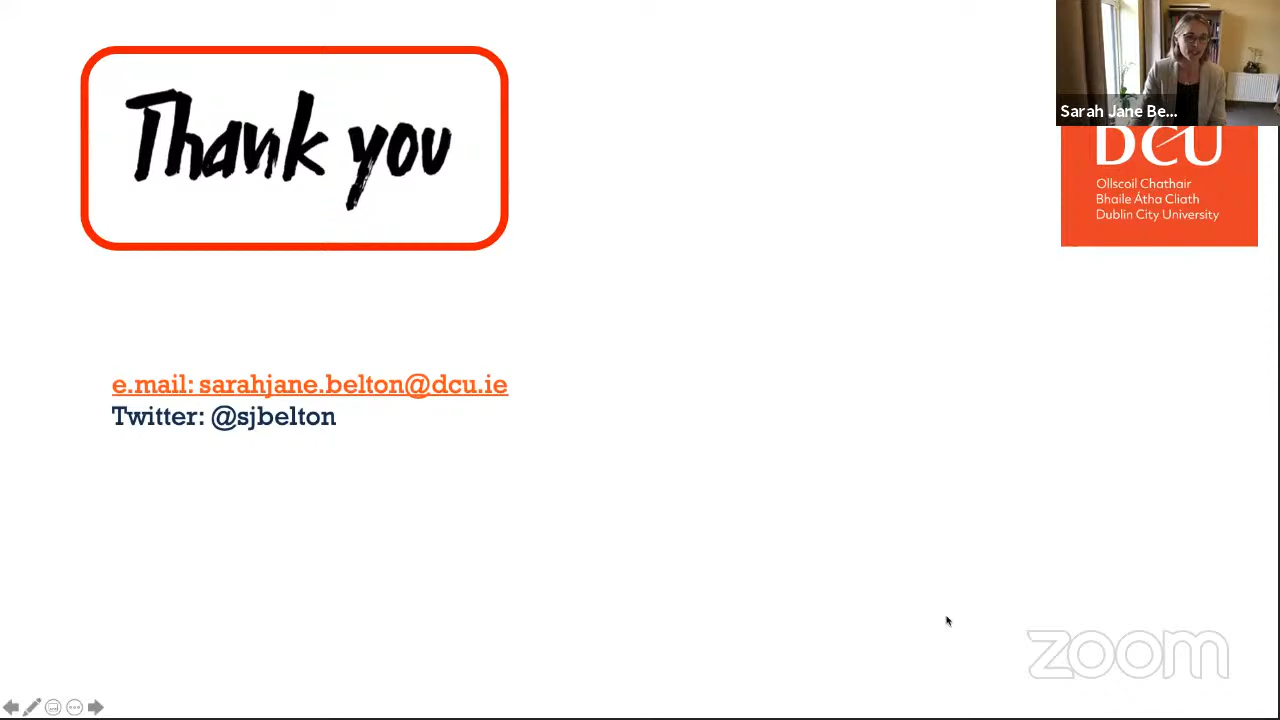 Thank you
Sarah Jane Be...
DCU
Ollscoil Chathair
Bhaile Átha Cliath
Dublin City University
e.mail: sarahjane.belton@dcu.ie
Twitter: @sjbelton
zoom